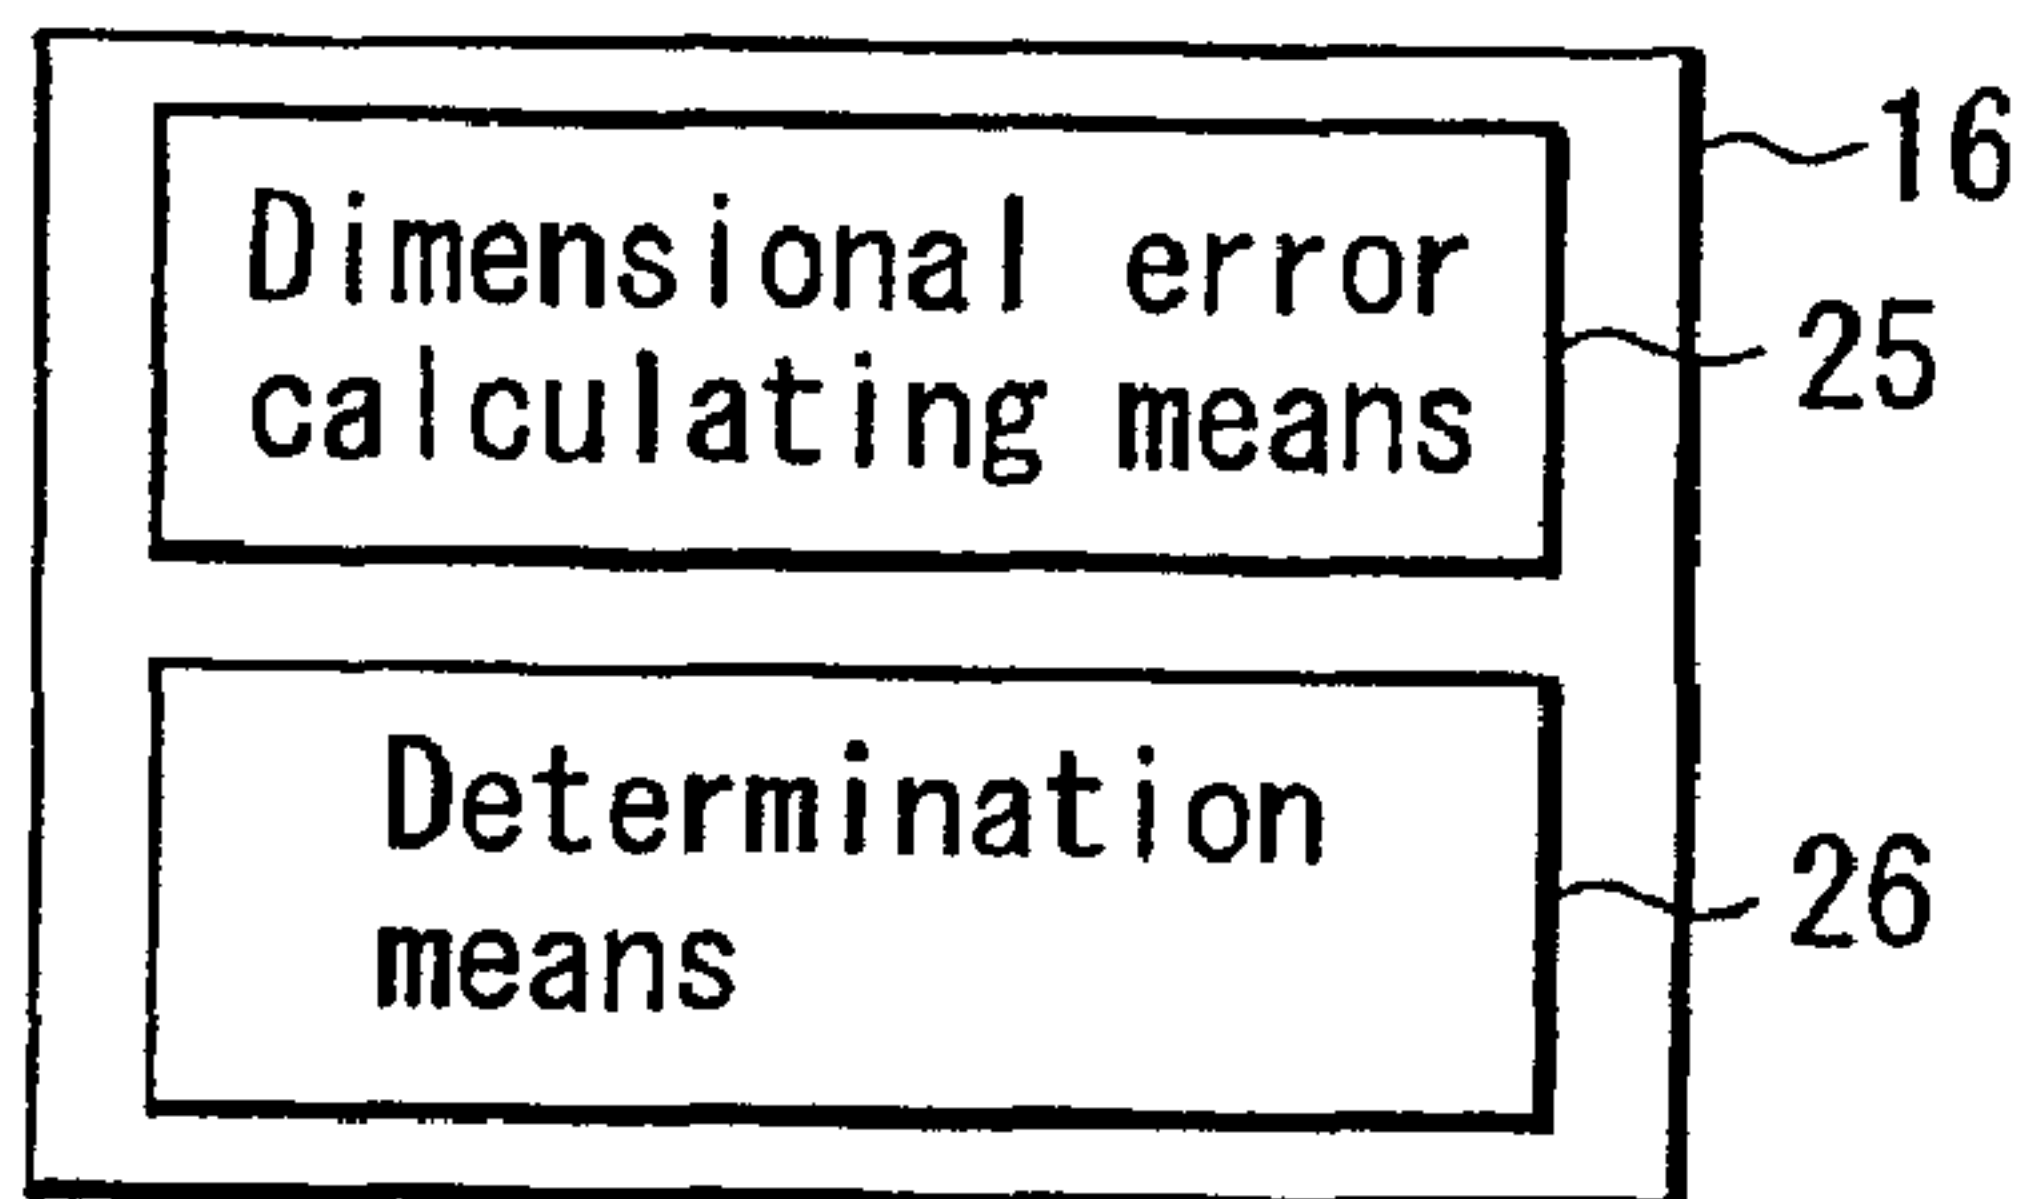 16
Dimensional error
calculating means
25
Determination
means
26